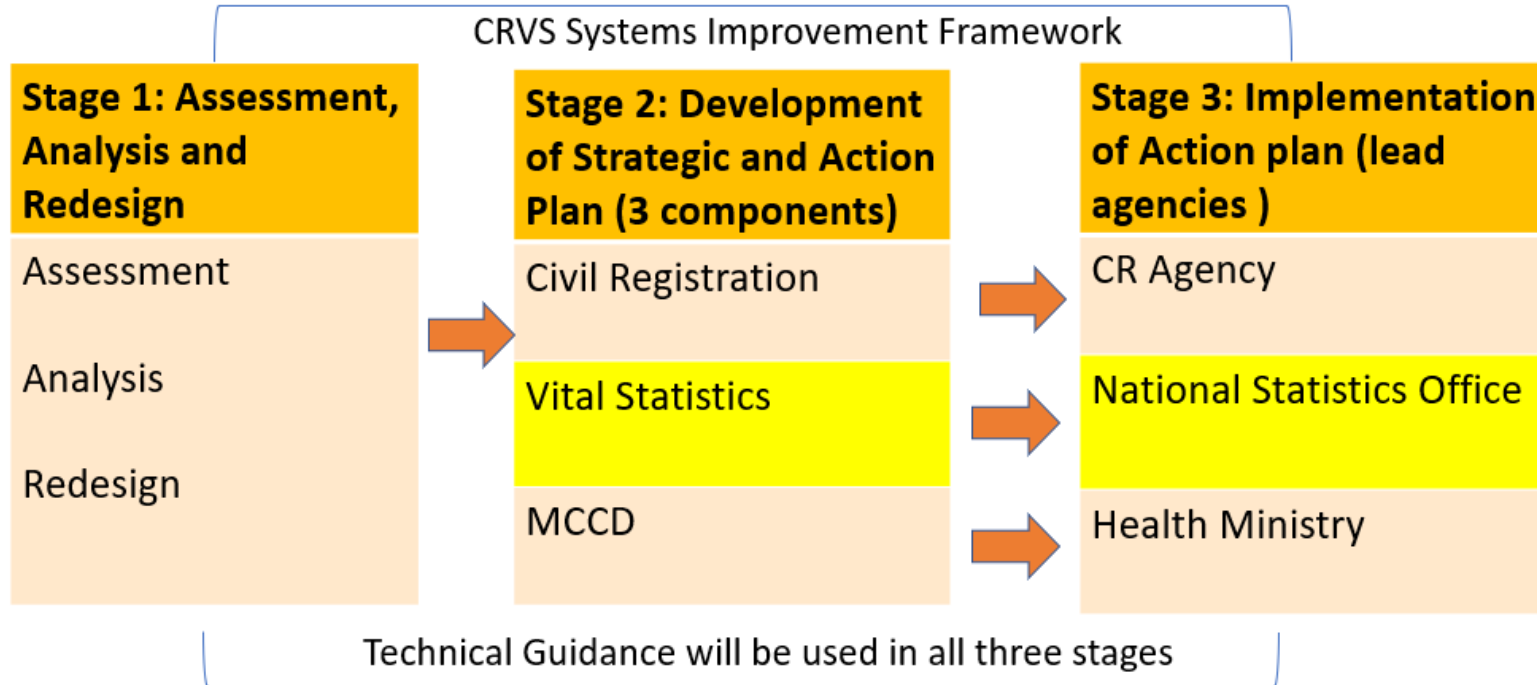 CRVS Systems Improvement Framework
Stage 1: Assessment,
Analysis and
Redesign
Assessment
Analysis
Redesign
Stage 2: Development
of Strategic and Action
Plan (3 components)
Civil Registration
Vital Statistics
MCCD
Stage 3: Implementation
of Action plan (lead
agencies )
CR Agency
National Statistics Office
Health Ministry
Technical Guidance will be used in all three stages